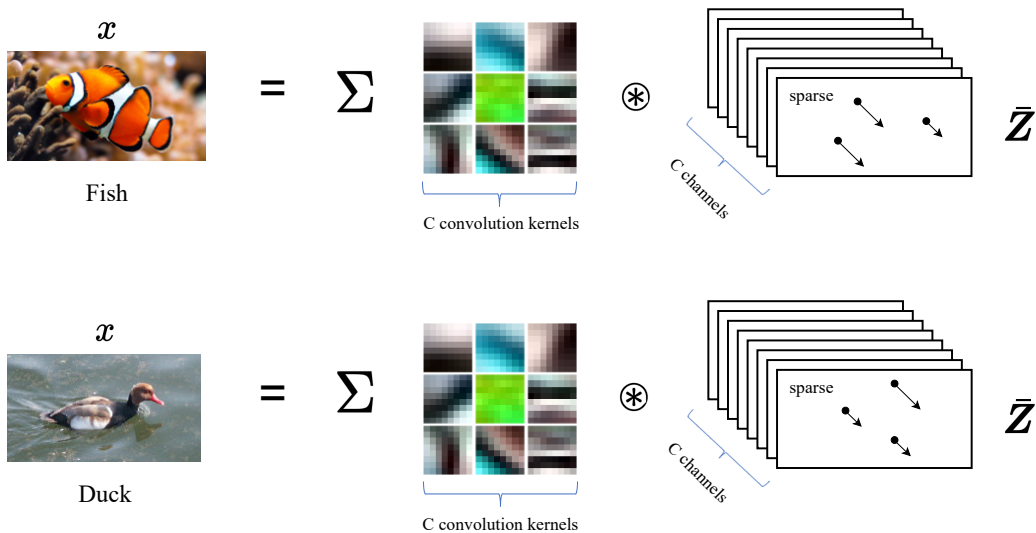 x
=
Σ
⊛
sparse
Z̄
C channels
Fish
C convolution kernels
x
=
Σ
⊛
sparse
Z̄
C channels
Duck
C convolution kernels